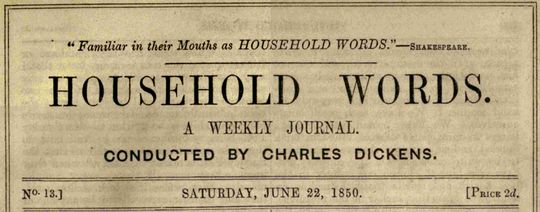 " Familiar in their Mouths as HOUSEHOLD WORDS."—SHAKESPEARE.
HOUSEHOLD WORDS.
A WEEKLY JOURNAL.
CONDUCTED BY CHARLES DICKENS.
No. 13.] SATURDAY, JUNE 22, 1850. [PRICE 2d.